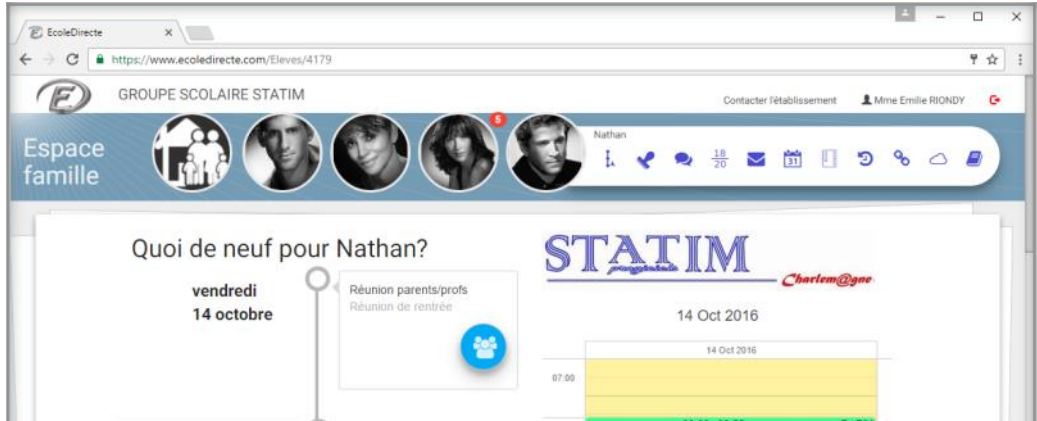 EcoleDirecte
https://www.ecoledirecte.com/Eleves/4179
E
GROUPE SCOLAIRE STATIM
Contacter l'établissement
Mme Emilie RIONDY
Espace
famille
5
Nathan
18
20
31
Quoi de neuf pour Nathan?
vendredi
14 octobre
Réunion parents/profs
Réunion de rentrée
STATIM
Charlem@gne
14 Oct 2016
14 Oct 2016
07:00